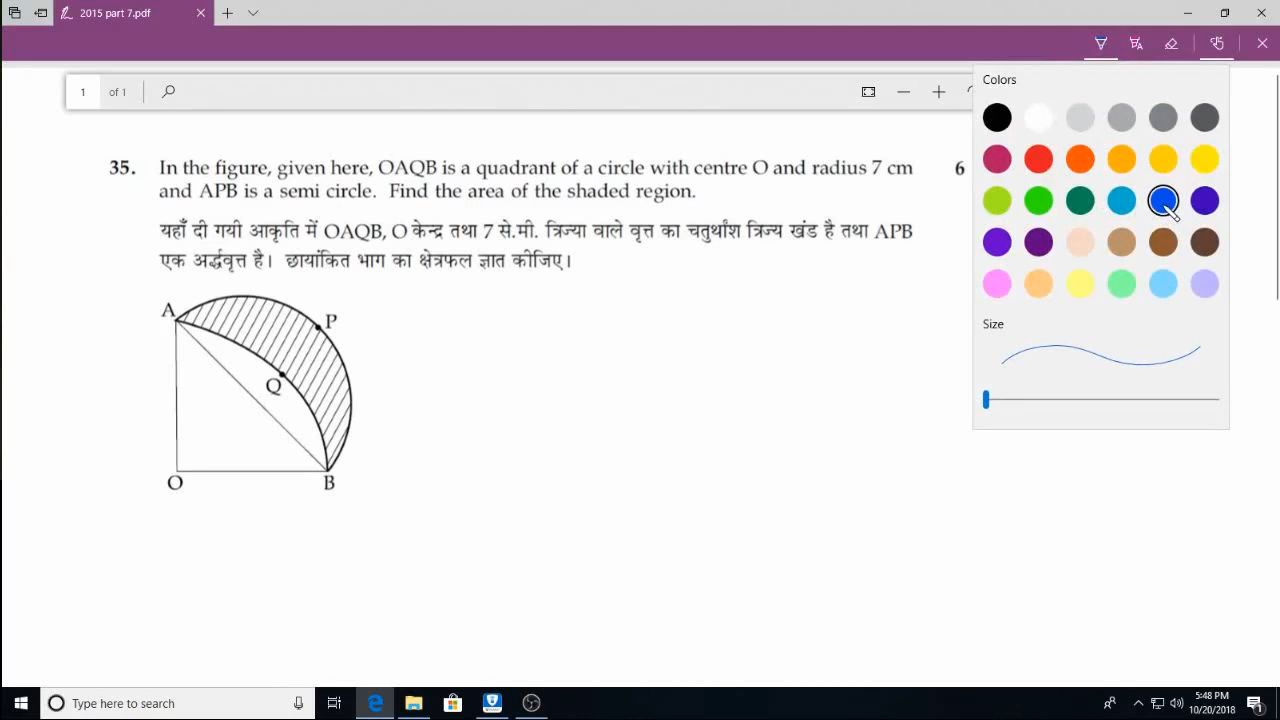 2015 part 7.pdf
1 of 1
Colors
35. In the figure, given here, OAQB is a quadrant of a circle with centre O and radius 7 cm 6
and APB is a semi circle. Find the area of the shaded region.
यहाँ दी गयी आकृति में OAQB, O केन्द्र तथा 7 से.मी. त्रिज्या वाले वृत्त का चतुर्थांश त्रिज्य खंड है तथा APB
एक अर्द्धवृत्त है। छायांकित भाग का क्षेत्रफल ज्ञात कीजिए।
A
P
Size
Q
O
B
Type here to search
5:48 PM
10/20/2018
1